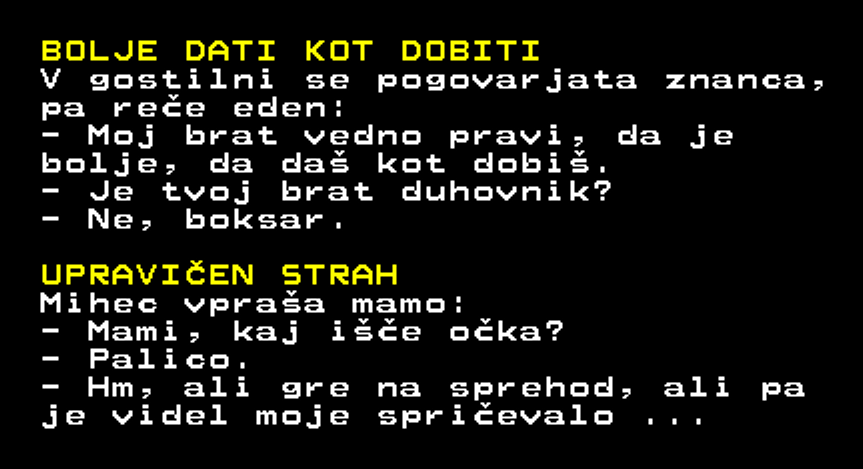 BOLJE DATI KOT DOBITI
V gostilni se pogovarjata znanca,
pa reče eden:
- Moj brat vedno pravi, da je
bolje, da daš kot dobiš.
- Je tvoj brat duhovnik?
- Ne, boksar.
UPRAVIČEN STRAH
Mihec vpraša mamo:
- Mami, kaj išče očka?
- Palico.
- Hm, ali gre na sprehod, ali pa
je videl moje spričevalo ...